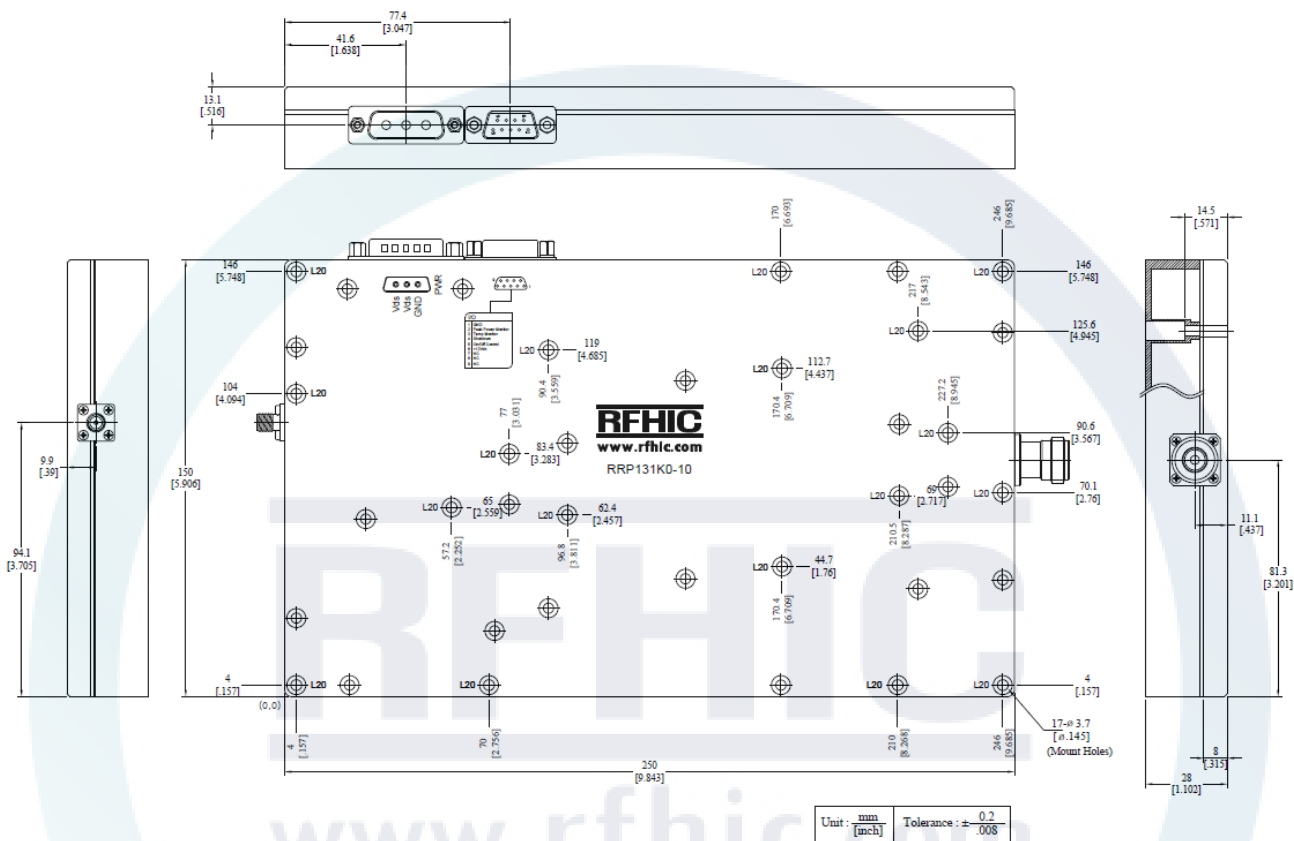 77.4
[3.047]
41.6
[1.638]
13.1
[.516]
170
[6.693]
246
[9.685]
14.5
[.571]
146
[5.748]
L20
Vds
Vds
GND
PWR
L20
217
[8.543]
L20
146
[5.748]
I/O
L20
119
[4.685]
90.4
[3.559]
L20
125.6
[4.945]
104
[4.094]
L20
L20
112.7
[4.437]
170.4
[6.709]
227.2
[8.945]
RFHIC
www.rfhic.com
RRP131K0-10
77
[3.031]
L20
83.4
[3.283]
L20
90.6
[3.567]
9.9
[.39]
150
[5.906]
94.1
[3.705]
L20
65
[2.559]
57.2
[2.252]
L20
62.4
[2.457]
96.8
[3.811]
L20
69
[2.717]
210.5
[8.287]
L20
70.1
[2.76]
11.1
[.437]
81.3
[3.201]
L20
44.7
[1.76]
170.4
[6.709]
RFHIC
4
[.157]
L20
L20
L20
L20
4
[.157]
(0,0)
4
[.157]
70
[2.756]
210
[8.268]
246
[9.685]
17-ø 3.7
[ø.145]
(Mount Holes)
250
[9.843]
8
[.315]
28
[1.102]
www.rfhic.com
Unit : mm [inch] Tolerance : ± 0.2 .008